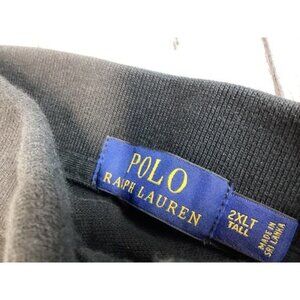 POLO
RALPH LAUREN
2XLT
TALL
MADE IN
SRI LANKA